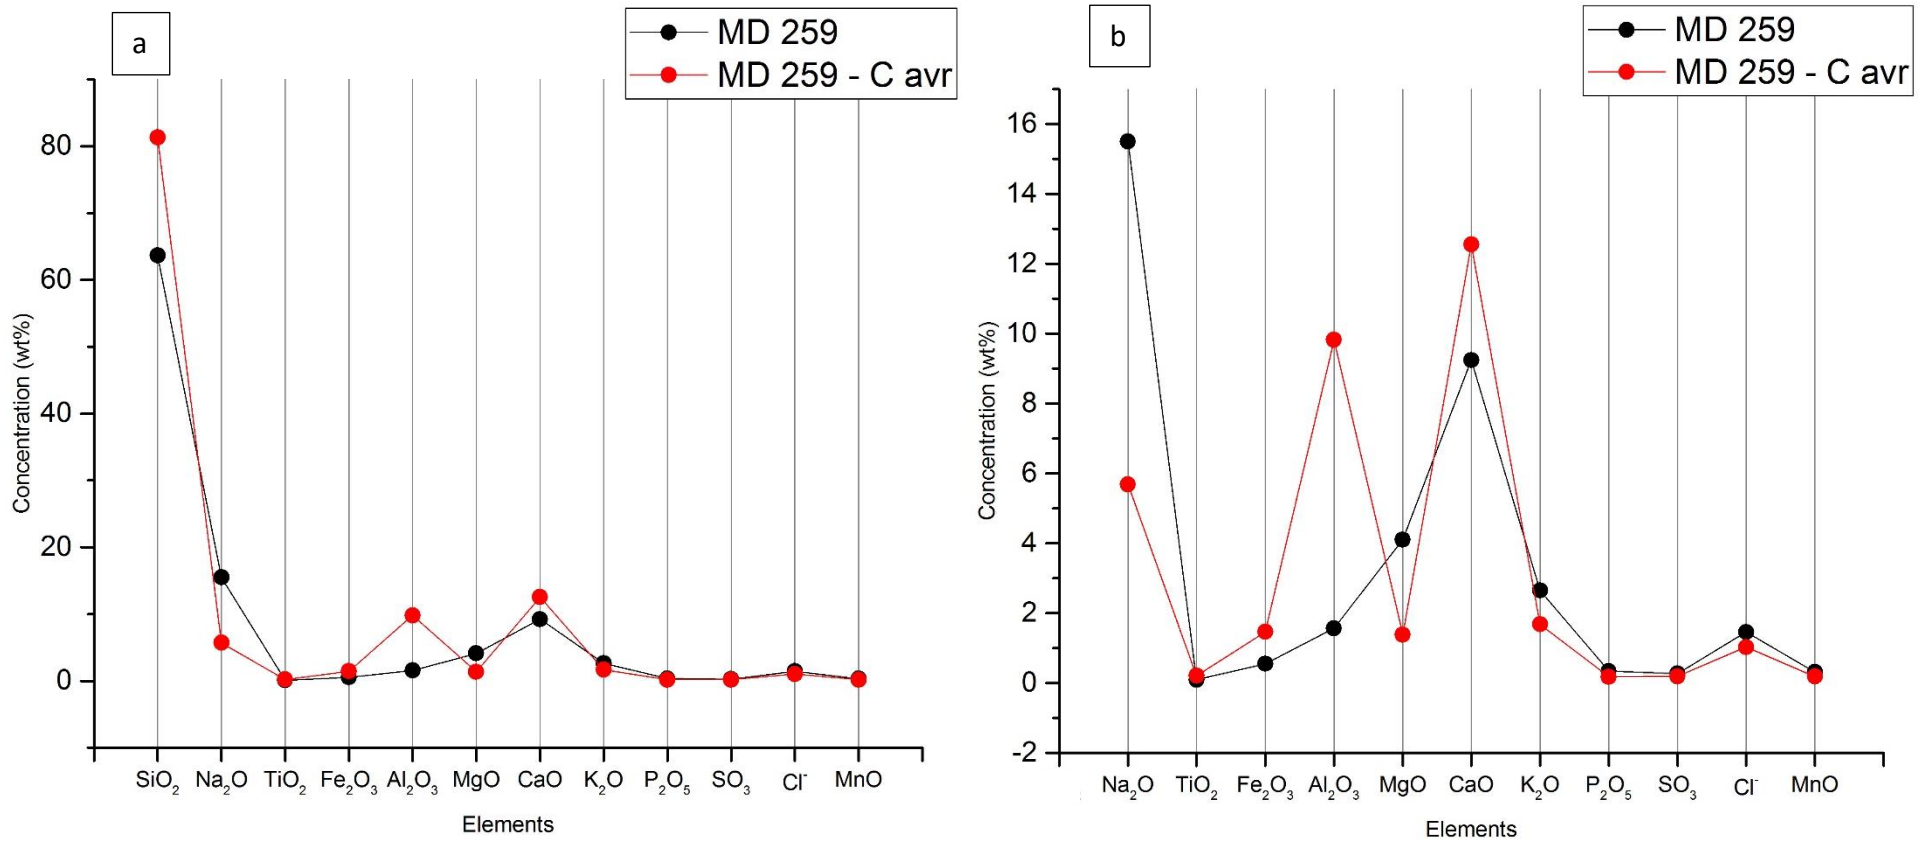 a
MD 259
MD 259 - C avr
80
60
40
20
0
Concentration (wt%)
SiO₂ Na₂O TiO₂ Fe₂O₃ Al₂O₃ MgO CaO K₂O P₂O₅ SO₃ Cl⁻ MnO
Elements
b
MD 259
MD 259 - C avr
16
14
12
10
8
6
4
2
0
-2
Concentration (wt%)
Na₂O TiO₂ Fe₂O₃ Al₂O₃ MgO CaO K₂O P₂O₅ SO₃ Cl⁻ MnO
Elements